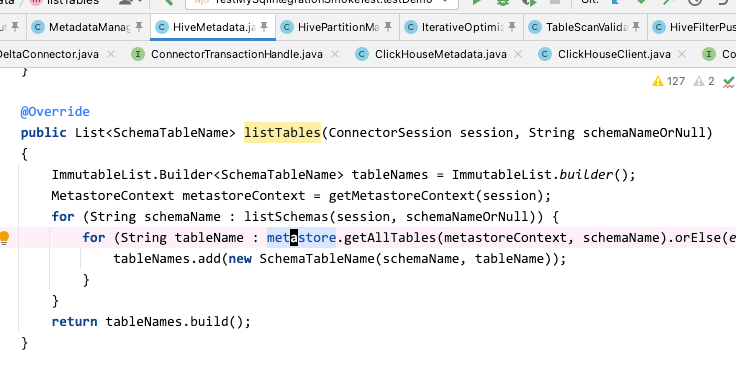 listTables
TestMySqlIntegrationSmokeTest.testDemo
Git:
MetadataManag
HiveMetadata.ja
HivePartitionMa
IterativeOptimiz
TableScanValida
HiveFilterPus
DeltaConnector.java
ConnectorTransactionHandle.java
ClickHouseMetadata.java
ClickHouseClient.java
Co
127
2
}
@Override
public List<SchemaTableName> listTables(ConnectorSession session, String schemaNameOrNull)
{
ImmutableList.Builder<SchemaTableName> tableNames = ImmutableList.builder();
MetastoreContext metastoreContext = getMetastoreContext(session);
for (String schemaName : listSchemas(session, schemaNameOrNull)) {
for (String tableName : metastore.getAllTables(metastoreContext, schemaName).orElse(e
tableNames.add(new SchemaTableName(schemaName, tableName));
}
}
return tableNames.build();
}